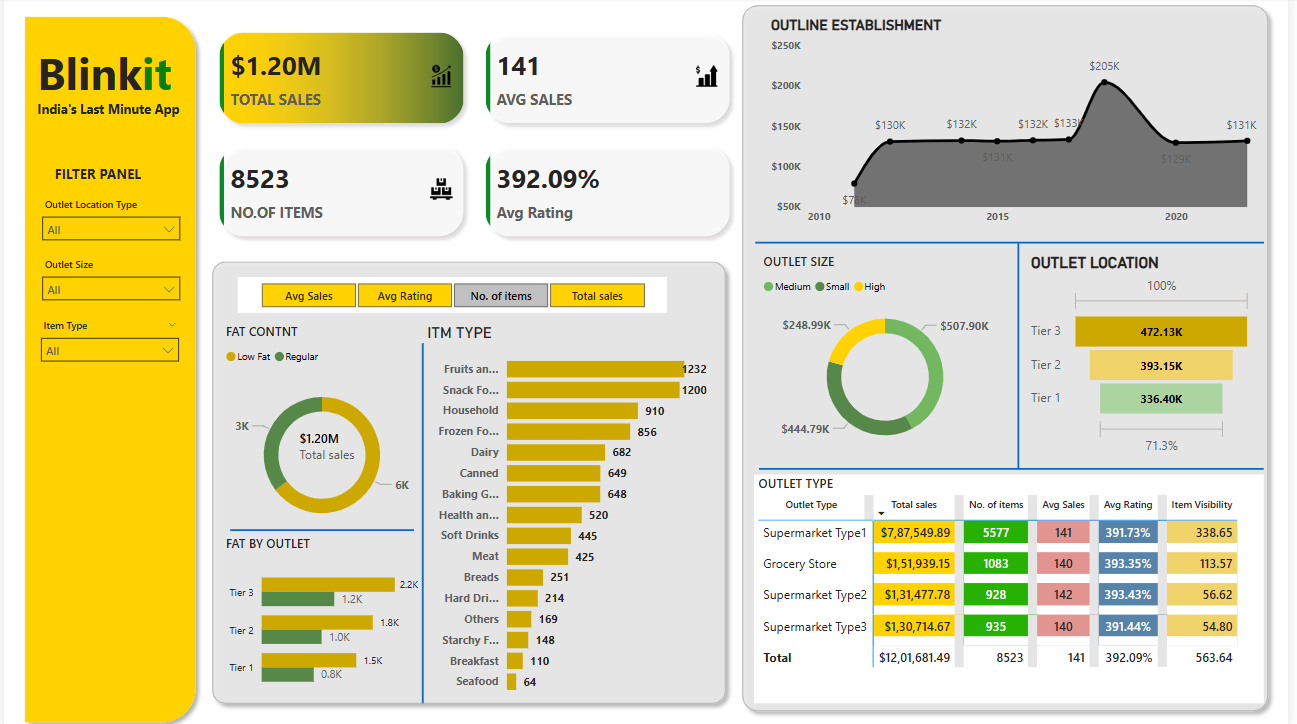 Blinkit
India's Last Minute App
FILTER PANEL
Outlet Location Type
All
Outlet Size
All
Item Type
All
$1.20M
TOTAL SALES
141
AVG SALES
8523
NO.OF ITEMS
392.09%
Avg Rating
Avg Sales
Avg Rating
No. of items
Total sales
FAT CONTNT
Low Fat Regular
3K
$1.20M
Total sales
6K
FAT BY OUTLET
Tier 3 2.2K
1.2K
Tier 2 1.8K
1.0K
Tier 1 1.5K
0.8K
ITM TYPE
Fruits an... 1232
Snack Fo... 1200
Household 910
Frozen Fo... 856
Dairy 682
Canned 649
Baking G... 648
Health an... 520
Soft Drinks 445
Meat 425
Breads 251
Hard Dri... 214
Others 169
Starchy F... 148
Breakfast 110
Seafood 64
OUTLINE ESTABLISHMENT
$250K
$200K
$150K
$100K
$50K
$130K
$132K
$131K
$132K
$133K
$205K
$129K
$131K
2010 2015 2020
OUTLET SIZE
Medium Small High
$248.99K
$507.90K
$444.79K
OUTLET LOCATION
100%
Tier 3 472.13K
Tier 2 393.15K
Tier 1 336.40K
71.3%
OUTLET TYPE
Outlet Type Total sales No. of items Avg Sales Avg Rating Item Visibility
Supermarket Type1 $7,87,549.89 5577 141 391.73% 338.65
Grocery Store $1,51,939.15 1083 140 393.35% 113.57
Supermarket Type2 $1,31,477.78 928 142 393.43% 56.62
Supermarket Type3 $1,30,714.67 935 140 391.44% 54.80
Total $12,01,681.49 8523 141 392.09% 563.64